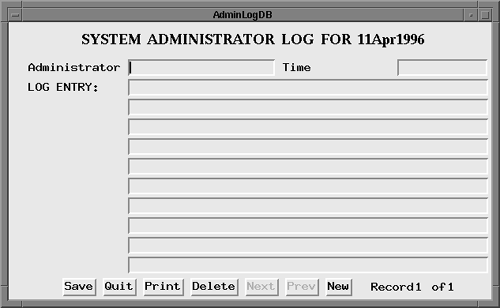 AdminLogDB
SYSTEM ADMINISTRATOR LOG FOR 11Apr1996
Administrator Time
LOG ENTRY:
Save Quit Print Delete Next Prev New Record1 of1